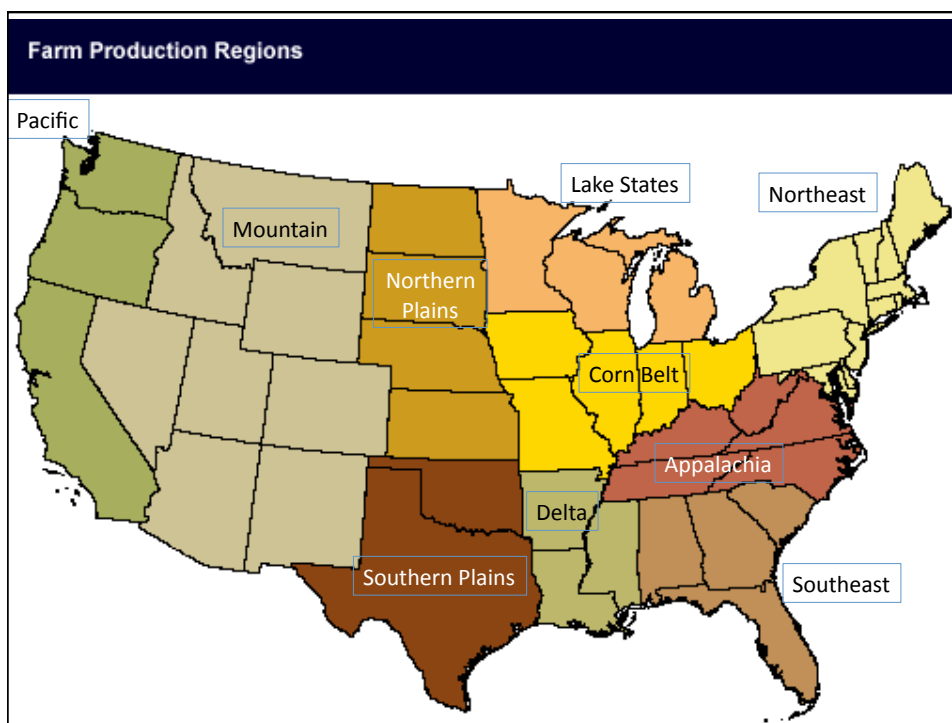 Farm Production Regions
Pacific
Lake States
Northeast
Mountain
Northern
Plains
Corn Belt
Appalachia
Delta
Southern Plains
Southeast